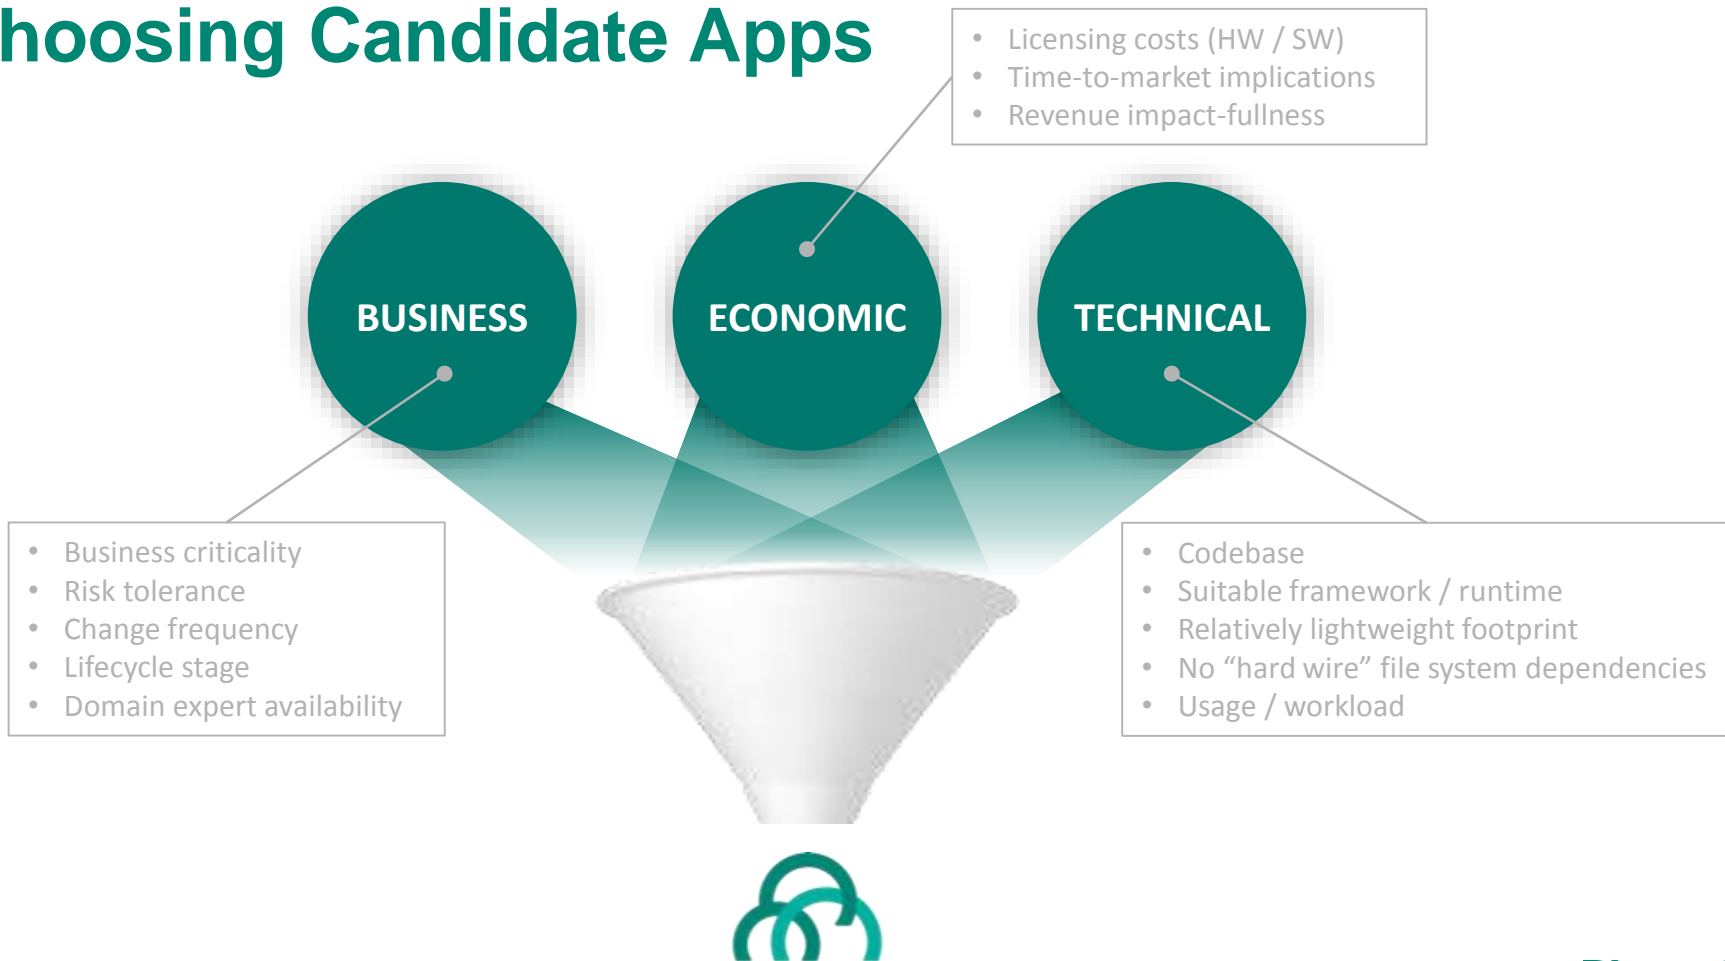 hoosing Candidate Apps
• Licensing costs (HW / SW)
• Time-to-market implications
• Revenue impact-fullness
BUSINESS
ECONOMIC
TECHNICAL
• Business criticality
• Risk tolerance
• Change frequency
• Lifecycle stage
• Domain expert availability
• Codebase
• Suitable framework / runtime
• Relatively lightweight footprint
• No “hard wire” file system dependencies
• Usage / workload